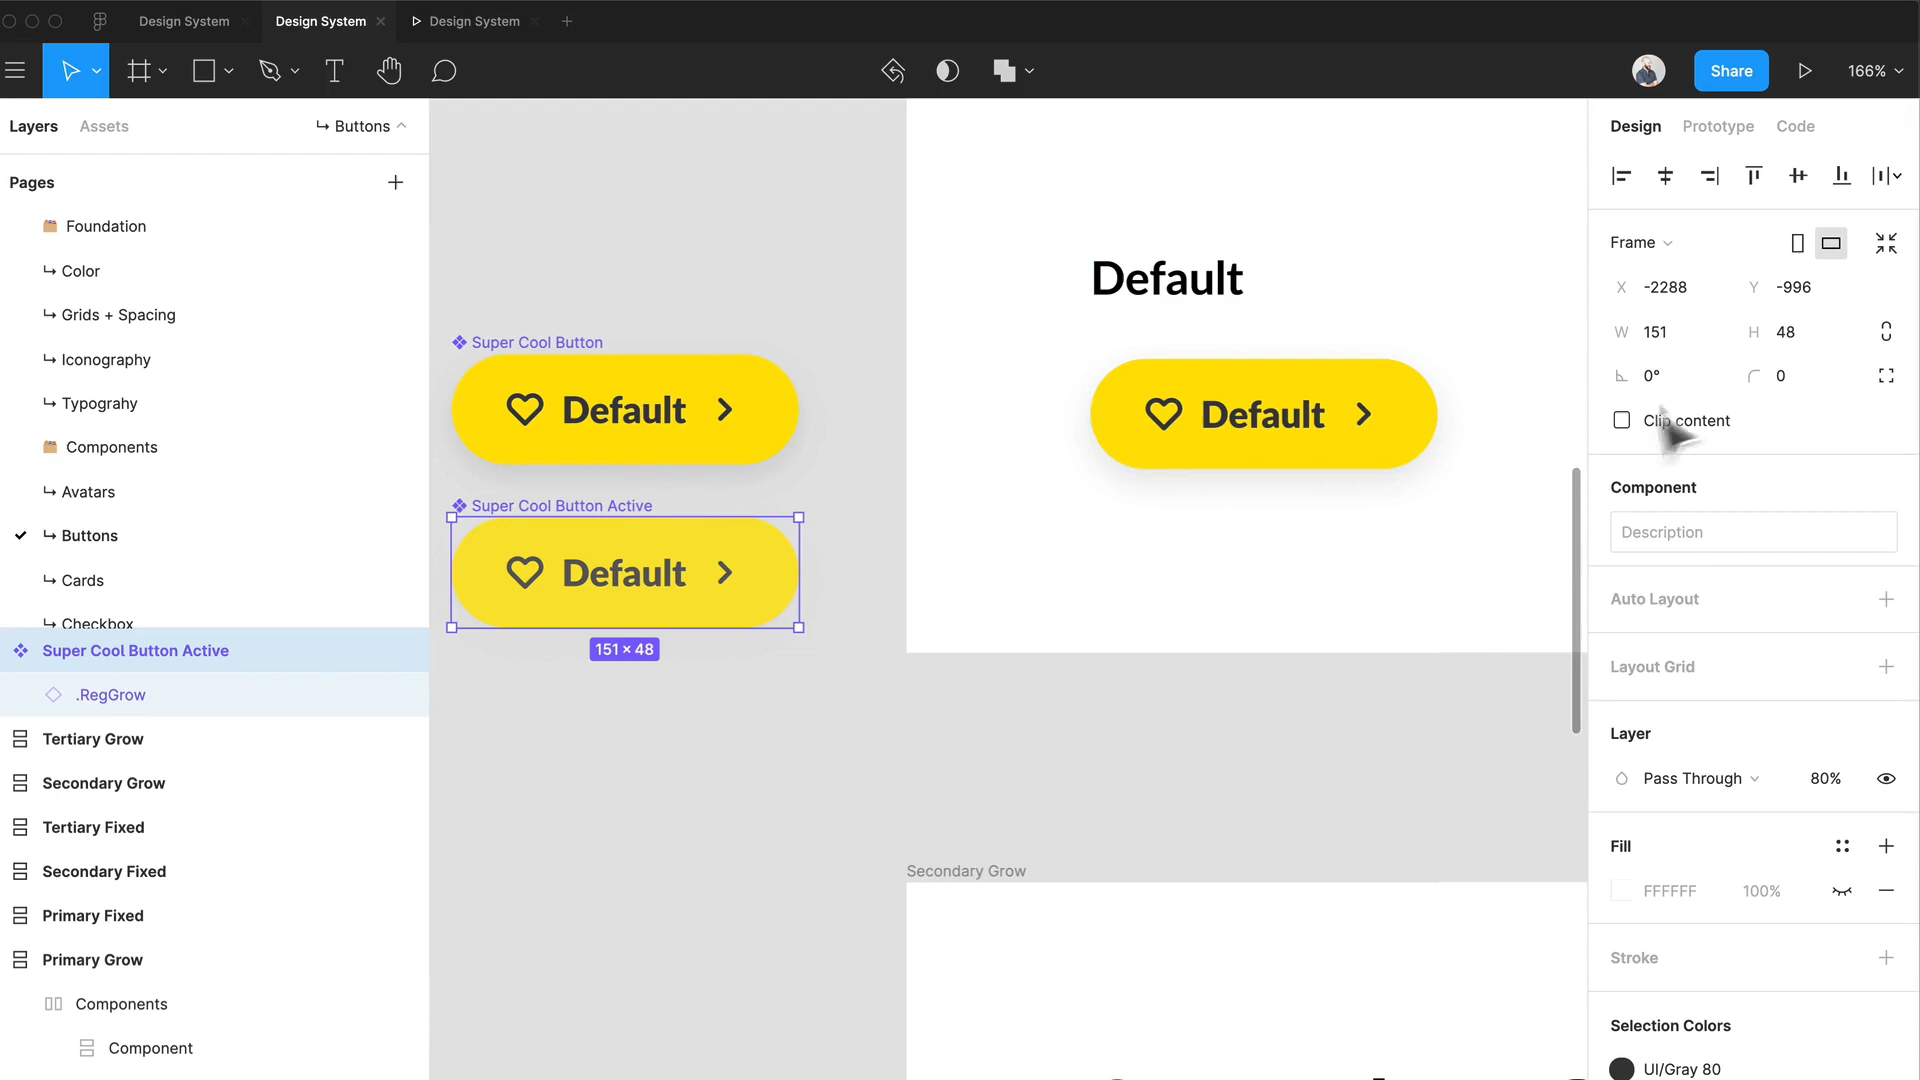 Design System
Design System
Design System
Share
166%
Layers
Assets
↳ Buttons
Pages
Foundation
↳ Color
↳ Grids + Spacing
↳ Iconography
↳ Typograhy
Components
↳ Avatars
↳ Buttons
↳ Cards
↳ Checkbox
Super Cool Button Active
.RegGrow
Tertiary Grow
Secondary Grow
Tertiary Fixed
Secondary Fixed
Primary Fixed
Primary Grow
Components
Component
Super Cool Button
Default
Super Cool Button Active
Default
151 × 48
Default
Default
Secondary Grow
Design
Prototype
Code
Frame
X -2288
Y -996
W 151
H 48
0°
0
Clip content
Component
Description
Auto Layout
Layout Grid
Layer
Pass Through
80%
Fill
FFFFFF
100%
Stroke
Selection Colors
UI/Gray 80